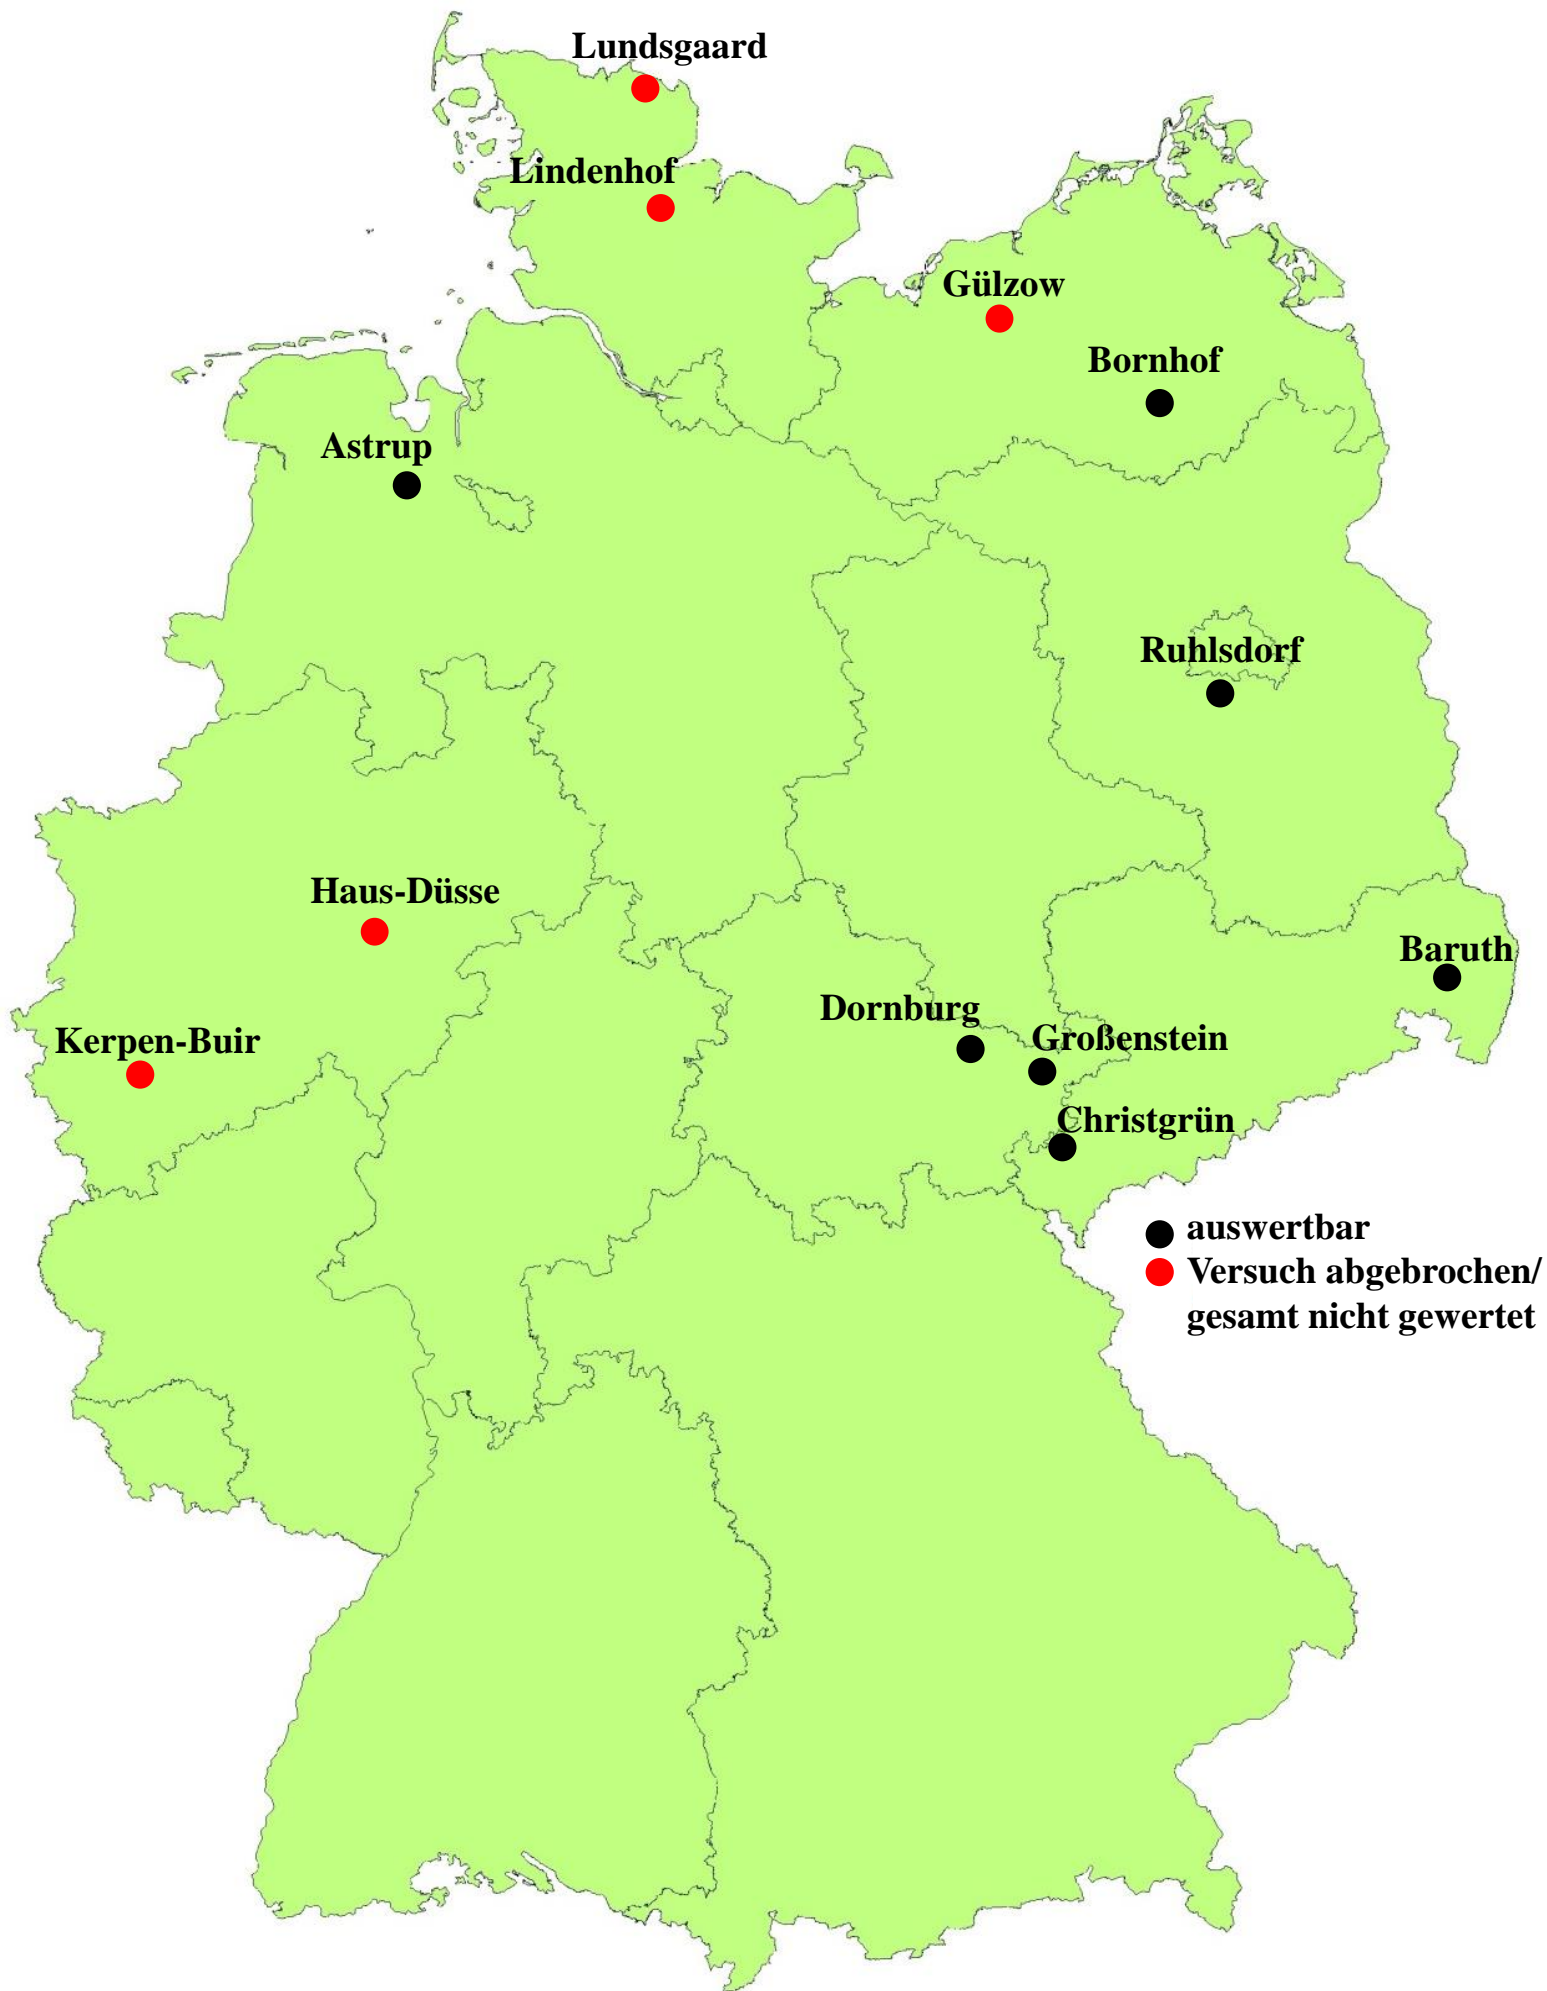 Lundsgaard
Lindenhof
Gülzow
Bornhof
Astrup
Ruhlsdorf
Haus-Düsse
Baruth
Dornburg
Großenstein
Kerpen-Buir
Christgrün
auswertbar
Versuch abgebrochen/
gesamt nicht gewertet